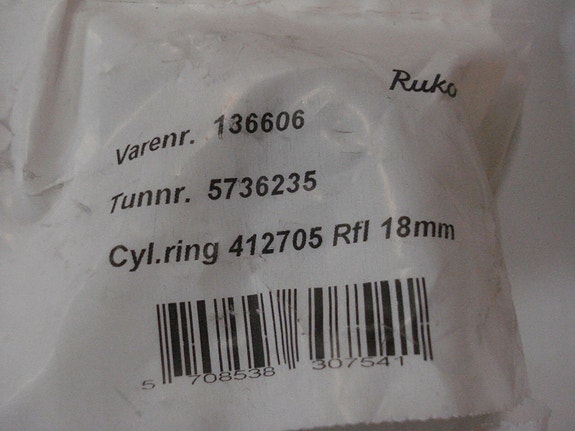 Ruko
Varenr. 136606
Tunnr. 5736235
Cyl.ring 412705 Rfl 18mm
5 708538 307541